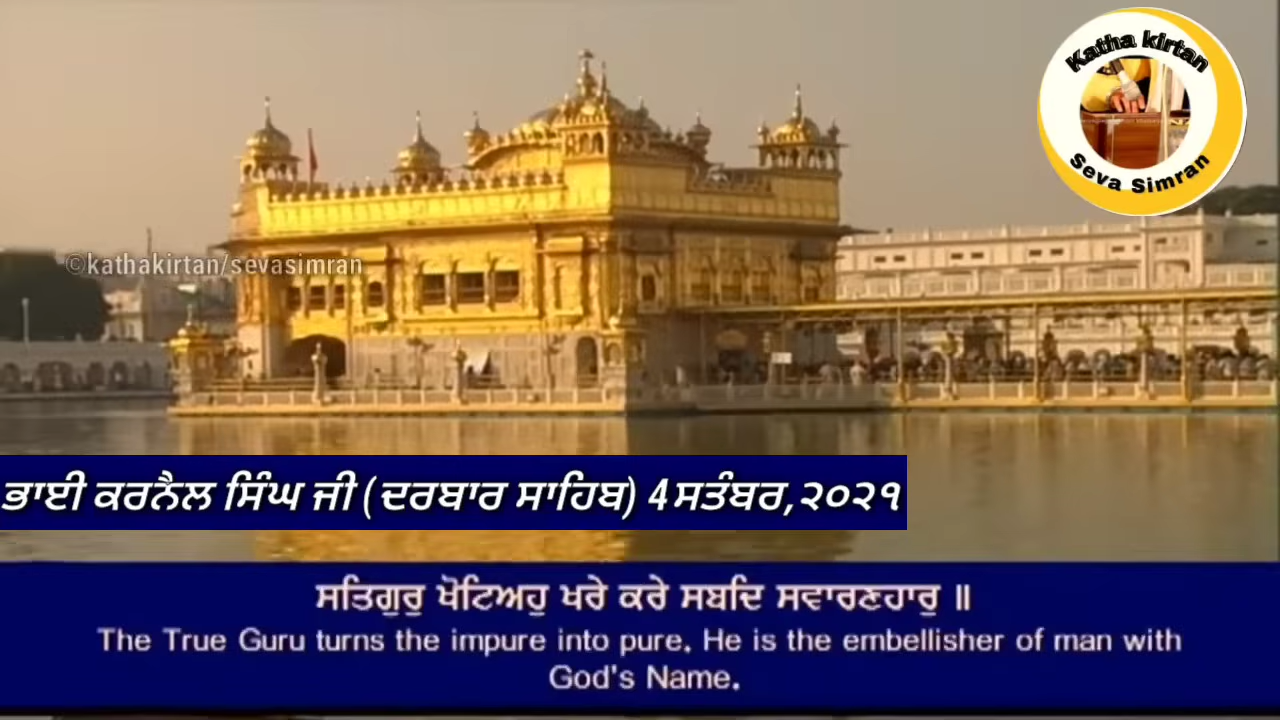 Katha kirtan
Seva Simran
©kathakirtan/sevasimran
ਭਾਈ ਕਰਨੈਲ ਸਿੰਘ ਜੀ (ਦਰਬਾਰ ਸਾਹਿਬ) 4 ਸਤੰਬਰ,੨੦੨੧
ਸਤਿਗੁਰੁ ਖੋਟਿਅਹੁ ਖਰੇ ਕਰੇ ਸਬਦਿ ਸਵਾਰਣਹਾਰੁ ॥
The True Guru turns the impure into pure. He is the embellisher of man with
God's Name.